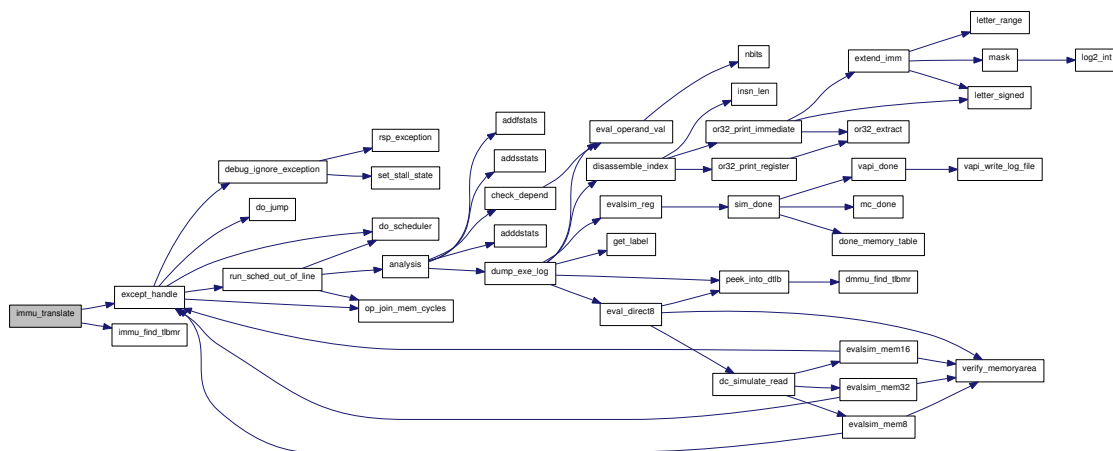 immu_translate
except_handle
immu_find_tlbmr
debug_ignore_exception
do_jump
run_sched_out_of_line
rsp_exception
set_stall_state
do_scheduler
analysis
op_join_mem_cycles
addfstats
addsstats
check_depend
adddstats
dump_exe_log
eval_operand_val
disassemble_index
evalsim_reg
get_label
eval_direct8
nbits
insn_len
or32_print_immediate
or32_print_register
sim_done
peek_into_dtlb
dc_simulate_read
extend_imm
or32_extract
vapi_done
mc_done
done_memory_table
dmmu_find_tlbmr
evalsim_mem16
evalsim_mem32
evalsim_mem8
letter_range
mask
letter_signed
vapi_write_log_file
verify_memoryarea
log2_int